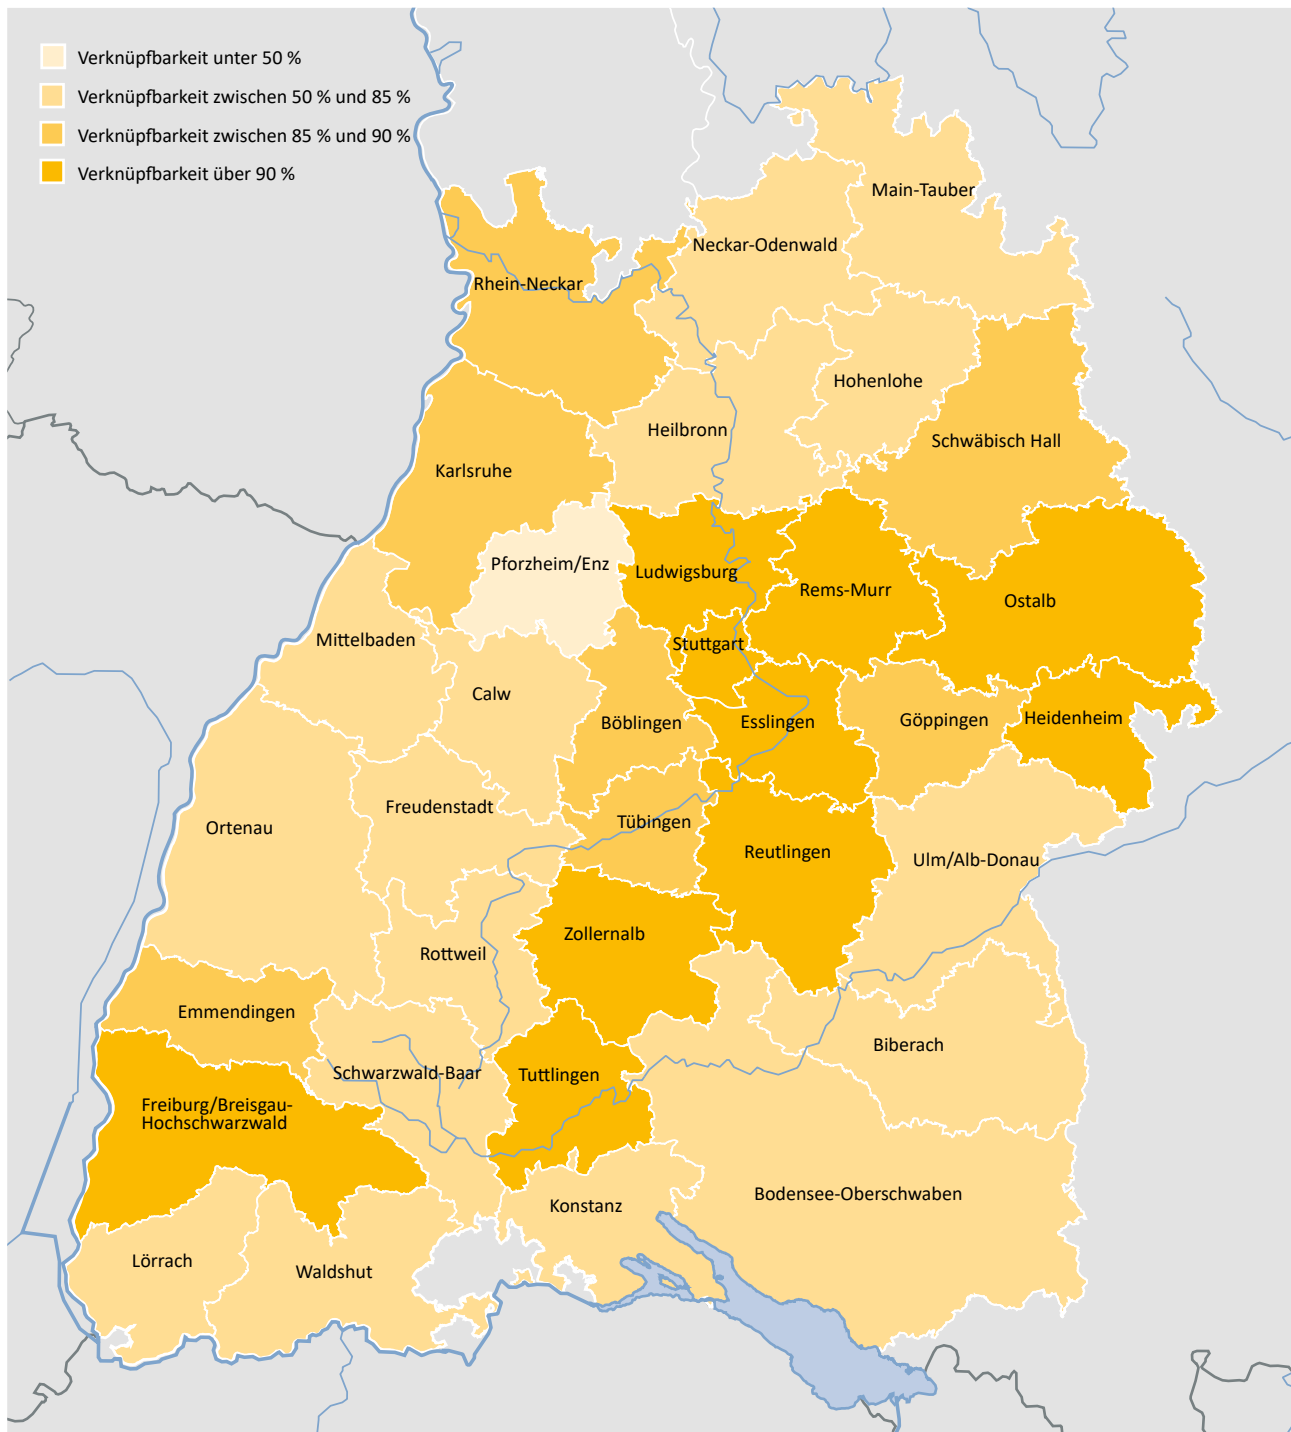 Verknüpfbarkeit unter 50 %
Verknüpfbarkeit zwischen 50 % und 85 %
Verknüpfbarkeit zwischen 85 % und 90 %
Verknüpfbarkeit über 90 %
Main-Tauber
Neckar-Odenwald
Rhein-Neckar
Hohenlohe
Heilbronn
Schwäbisch Hall
Karlsruhe
Pforzheim/Enz
Ludwigsburg
Rems-Murr
Ostalb
Mittelbaden
Stuttgart
Calw
Böblingen
Esslingen
Göppingen
Heidenheim
Freudenstadt
Ortenau
Tübingen
Reutlingen
Ulm/Alb-Donau
Zollernalb
Rottweil
Emmendingen
Biberach
Schwarzwald-Baar
Tuttlingen
Freiburg/Breisgau-
Hochschwarzwald
Bodensee-Oberschwaben
Konstanz
Lörrach
Waldshut